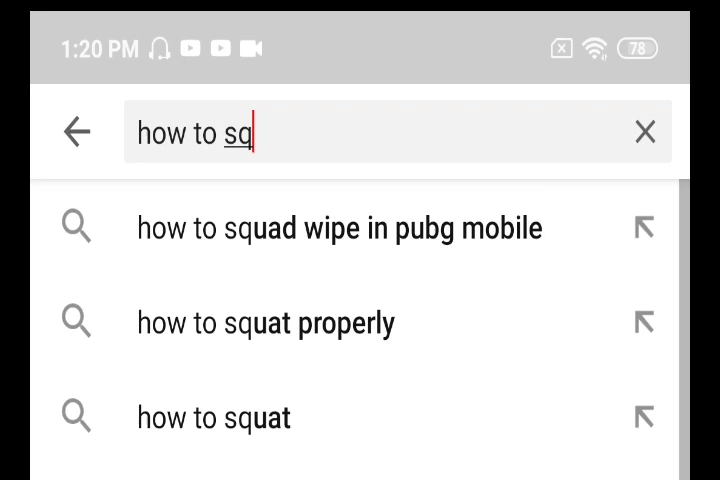 1:20 PM 78
how to sq
how to squad wipe in pubg mobile
how to squat properly
how to squat